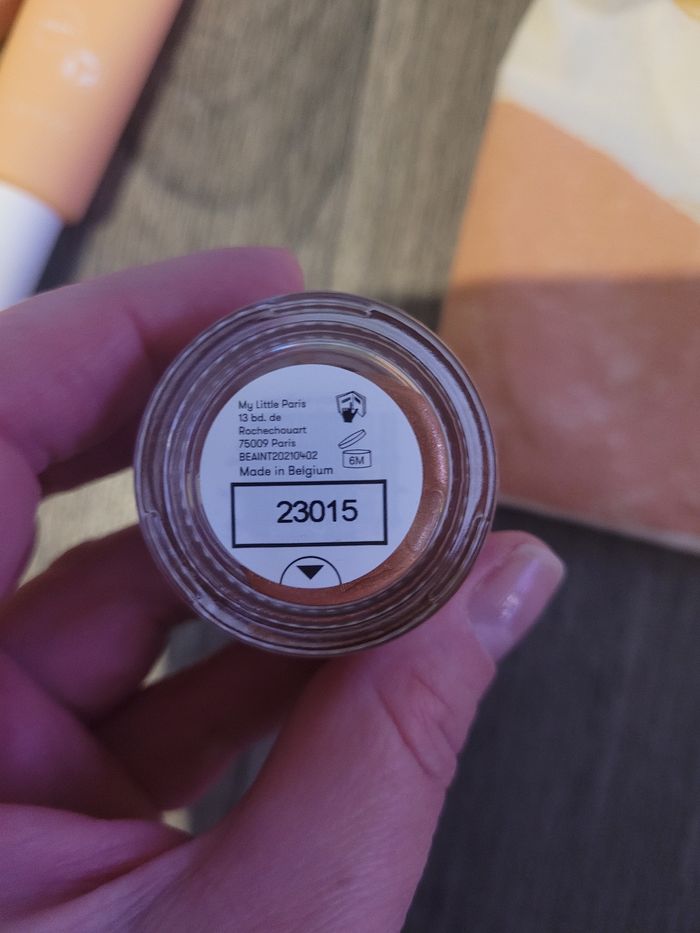 My Little Paris
13 bd. de
Rochechouart
75009 Paris
BEAINT20210402
Made in Belgium
6M
23015